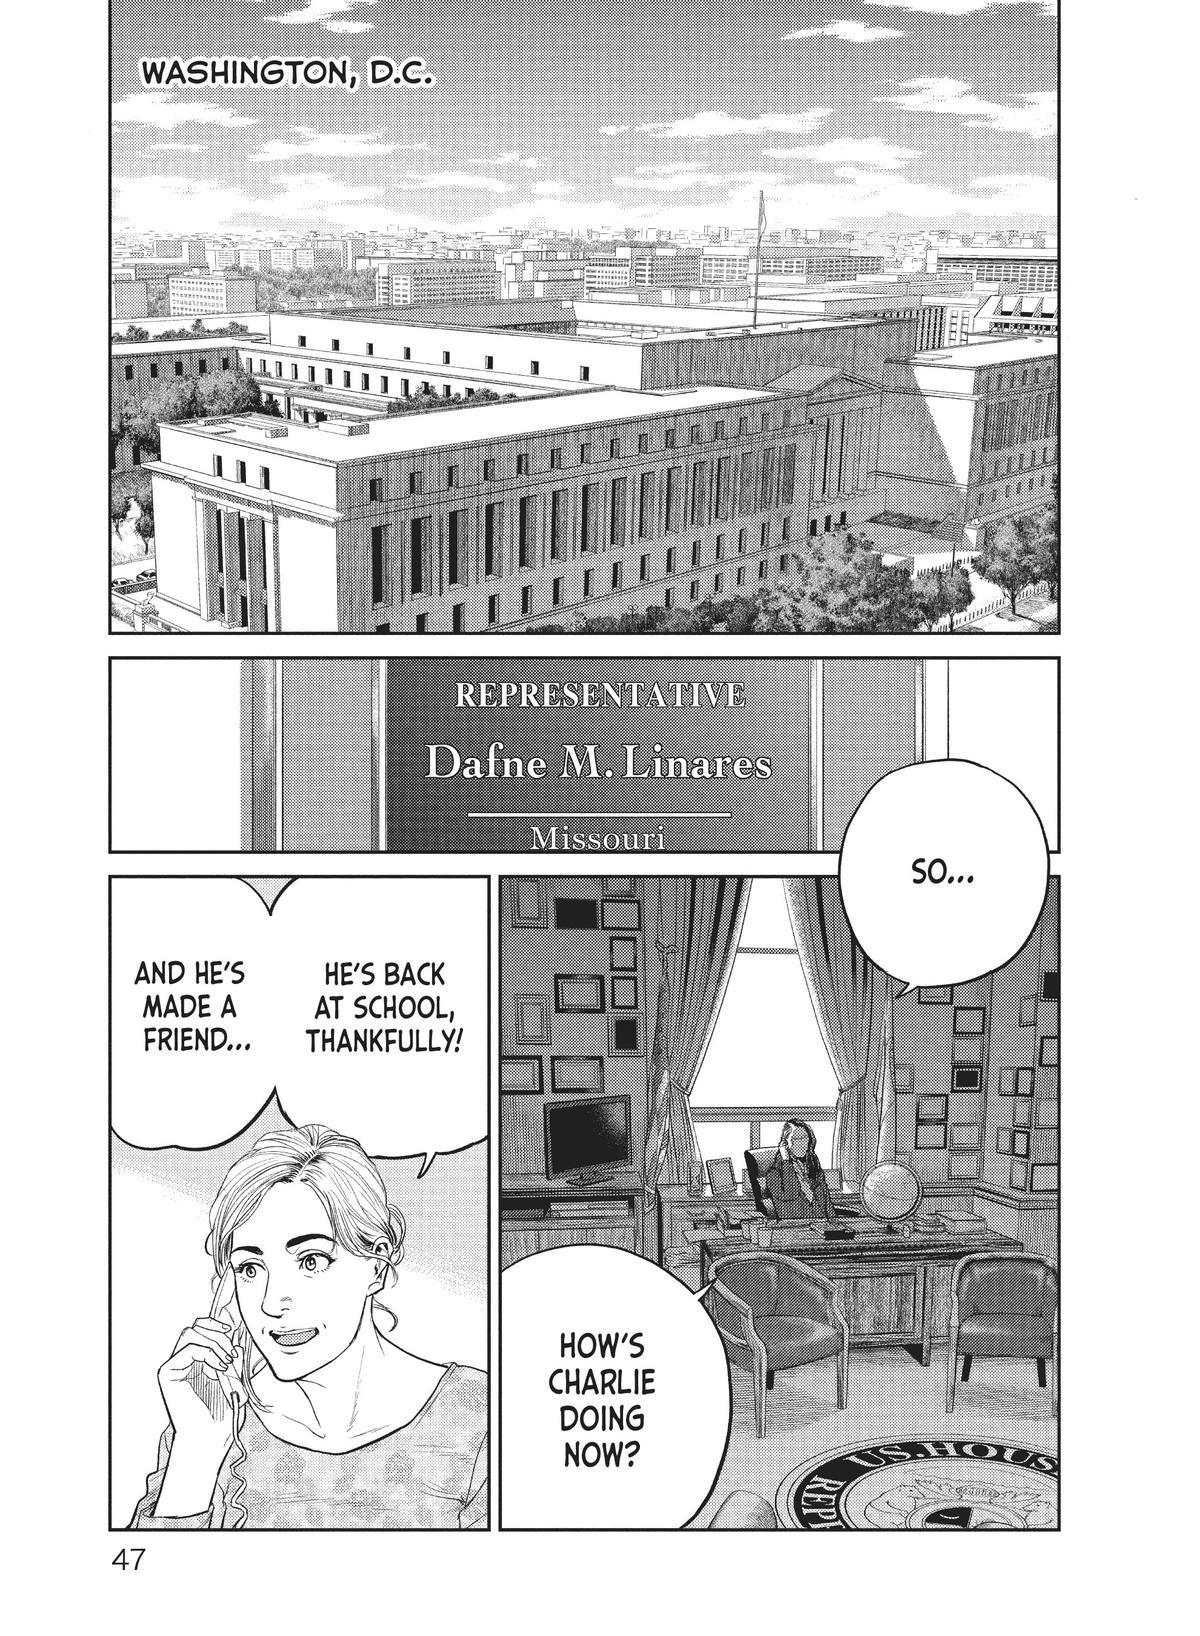 WASHINGTON, D.C.
REPRESENTATIVE
Dafne M. Linares
Missouri
SO...
HOW'S
CHARLIE
DOING
NOW?
U.S. HOUS
REP
HE'S BACK
AT SCHOOL,
THANKFULLY!
AND HE'S
MADE A
FRIEND...
47